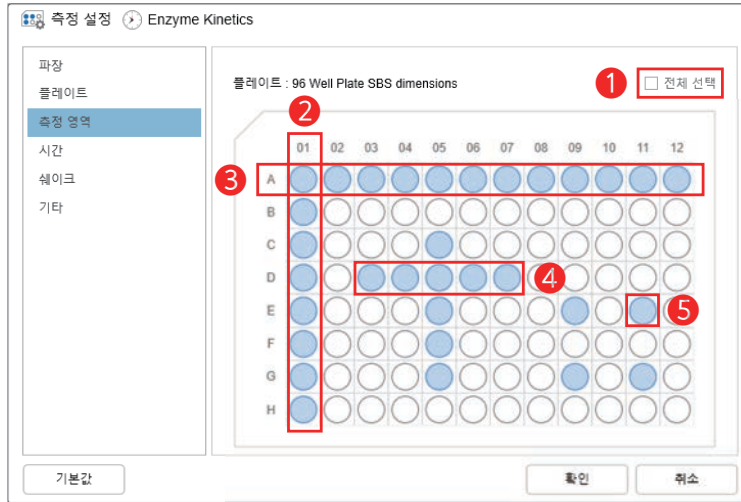 측정 설정 Enzyme Kinetics
파장
플레이트
측정 영역
시간
쉐이크
기타
플레이트 : 96 Well Plate SBS dimensions
1 전체 선택
2
01 02 03 04 05 06 07 08 09 10 11 12
3 A
B
C
D 4
E 5
F
G
H
기본값 확인 취소